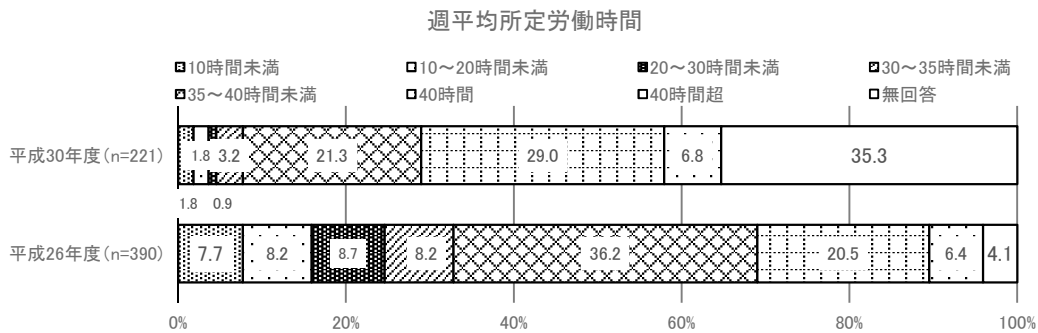 週平均所定労働時間
10時間未満 10～20時間未満 20～30時間未満 30～35時間未満
35～40時間未満 40時間 40時間超 無回答
平成30年度(n=221) 1.8 3.2 21.3 29.0 6.8 35.3
1.8 0.9
平成26年度(n=390) 7.7 8.2 8.7 8.2 36.2 20.5 6.4 4.1
0% 20% 40% 60% 80% 100%